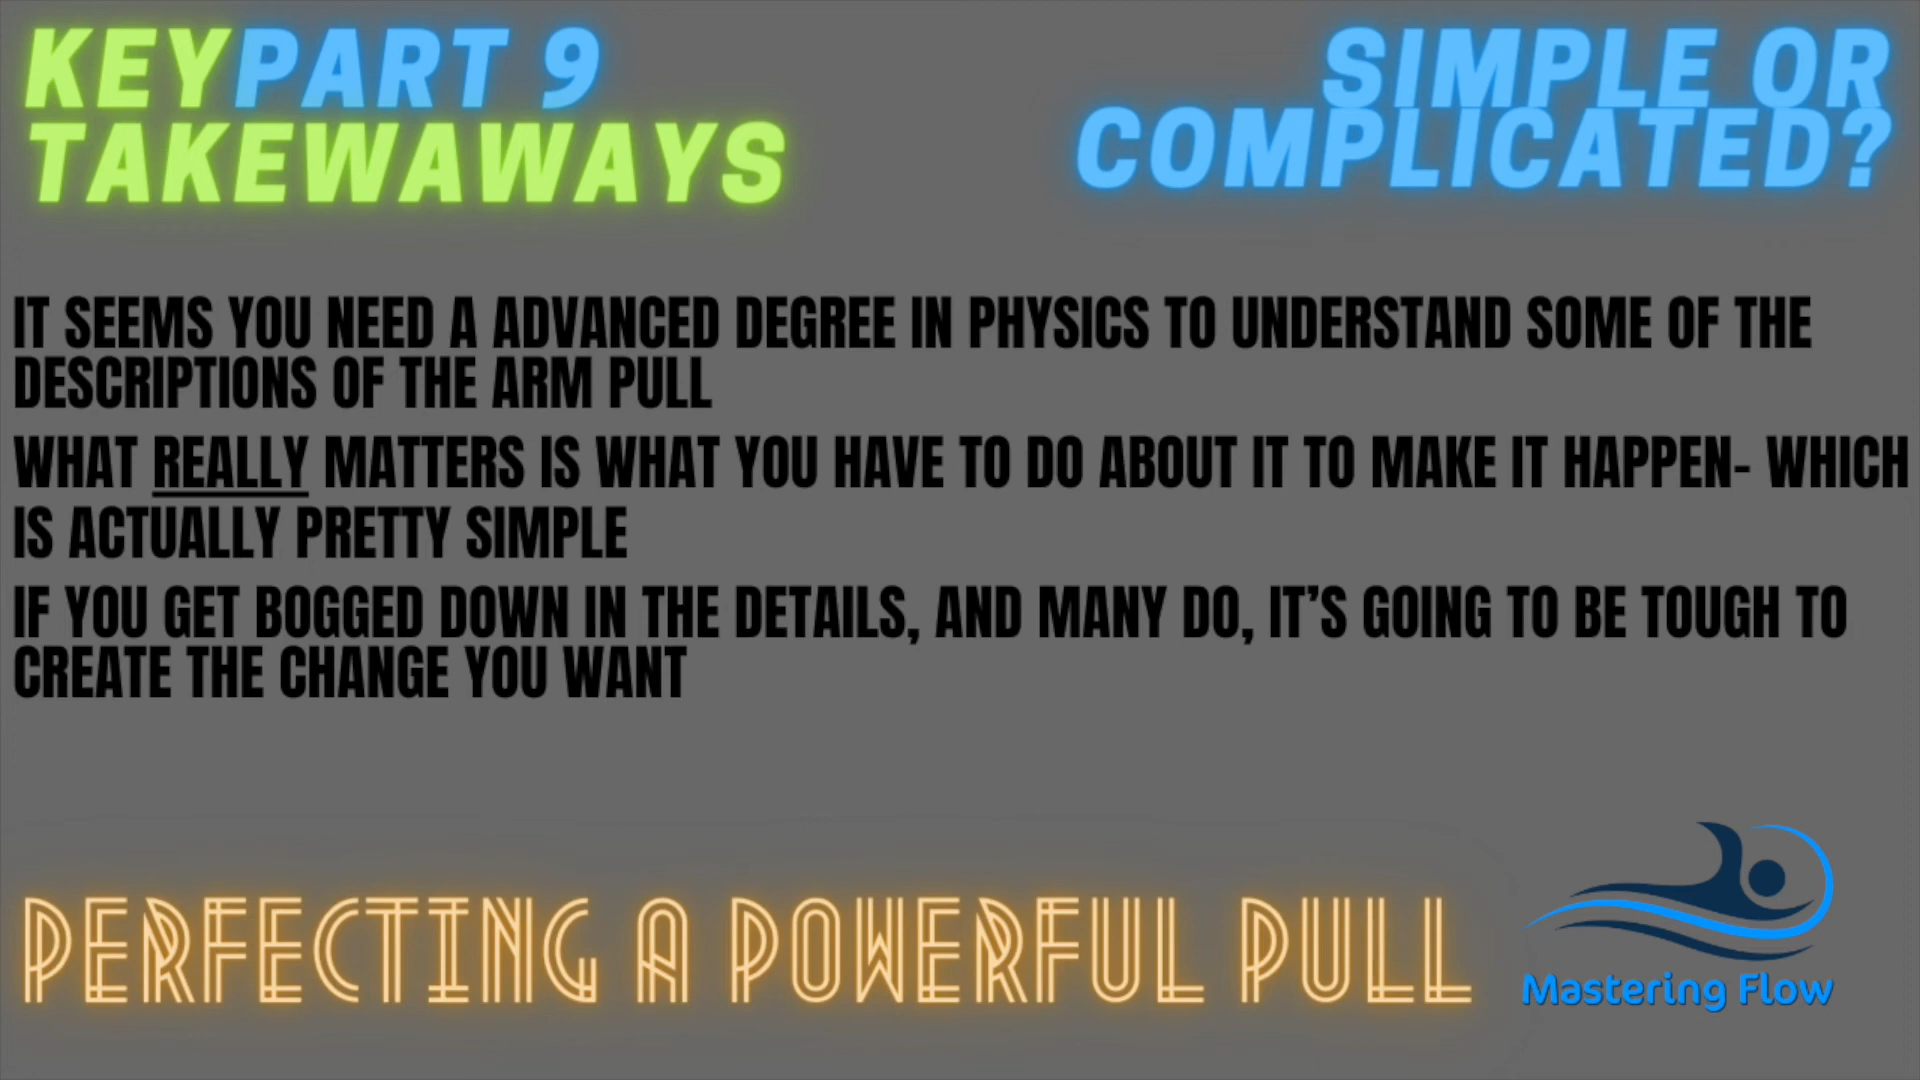 KEYPART 9
TAKEWAWAYS
SIMPLE OR
COMPLICATED?
IT SEEMS YOU NEED A ADVANCED DEGREE IN PHYSICS TO UNDERSTAND SOME OF THE
DESCRIPTIONS OF THE ARM PULL
WHAT REALLY MATTERS IS WHAT YOU HAVE TO DO ABOUT IT TO MAKE IT HAPPEN- WHICH
IS ACTUALLY PRETTY SIMPLE
IF YOU GET BOGGED DOWN IN THE DETAILS, AND MANY DO, IT’S GOING TO BE TOUGH TO
CREATE THE CHANGE YOU WANT
PERFECTING A POWERFUL PULL
Mastering Flow